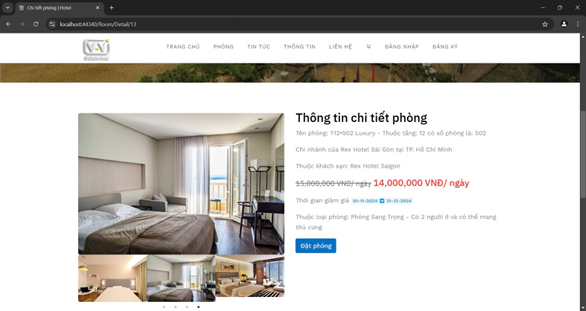 Chi tiết phòng | Hotel
localhost:44340/Room/Detail/13
TRANG CHỦ PHÒNG TIN TỨC THÔNG TIN LIÊN HỆ ĐĂNG NHẬP ĐĂNG KÝ
Thông tin chi tiết phòng
Tên phòng: T12+502 Luxury - Thuộc tầng: 12 có số phòng là: 502
Chi nhánh của Rex Hotel Sài Gòn tại TP. Hồ Chí Minh
Thuộc khách sạn: Rex Hotel Saigon
15,000,000 VNĐ/ ngày 14,000,000 VNĐ/ ngày
Thời gian giảm giá 01-11-2024 31-12-2024
Thuộc loại phòng: Phòng Sang Trọng - Có 2 người ở và có thể mang
thú cưng
Đặt phòng